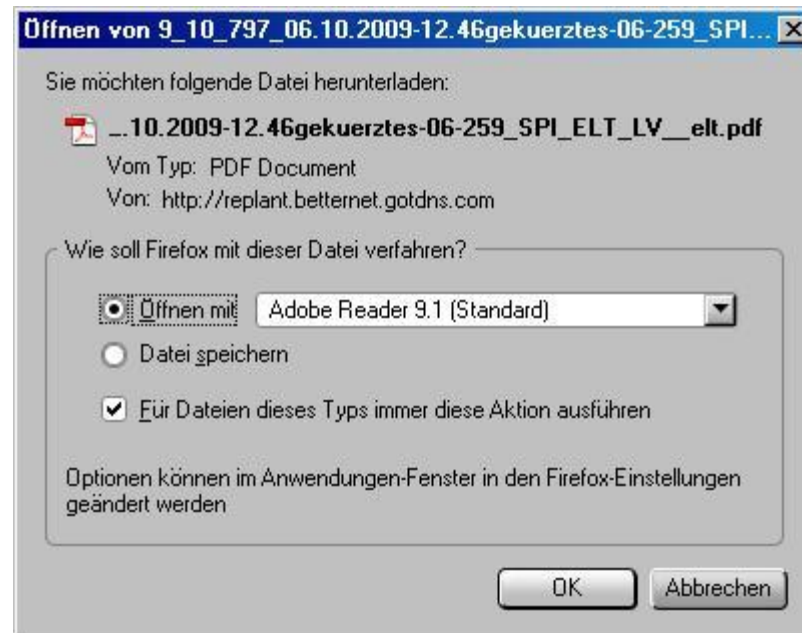 Öffnen von 9_10_797_06.10.2009-12.46gekuerztes-06-259_SPI...
Sie möchten folgende Datei herunterladen:
...10.2009-12.46gekuerztes-06-259_SPI_ELT_LV__elt.pdf
Vom Typ: PDF Document
Von: http://replant.betternet.gotdns.com
Wie soll Firefox mit dieser Datei verfahren?
Öffnen mit Adobe Reader 9.1 (Standard)
Datei speichern
Für Dateien dieses Typs immer diese Aktion ausführen
Optionen können im Anwendungen-Fenster in den Firefox-Einstellungen
geändert werden
OK Abbrechen